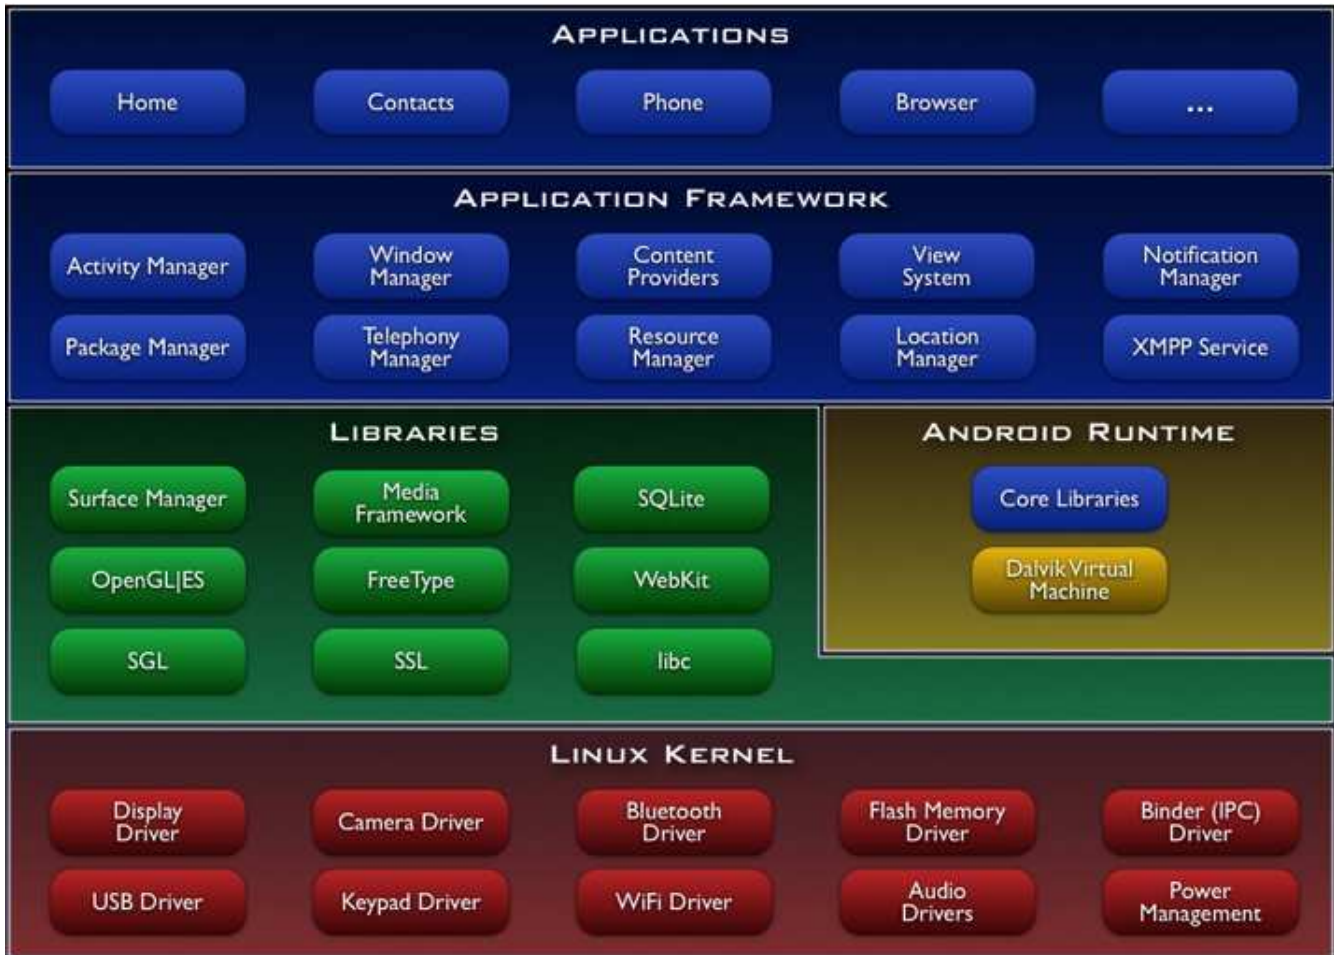 APPLICATIONS
Home
Contacts
Phone
Browser
...
APPLICATION FRAMEWORK
Activity Manager
Window
Manager
Content
Providers
View
System
Notification
Manager
Package Manager
Telephony
Manager
Resource
Manager
Location
Manager
XMPP Service
LIBRARIES
Surface Manager
Media
Framework
SQLite
OpenGL|ES
FreeType
WebKit
SGL
SSL
libc
ANDROID RUNTIME
Core Libraries
Dalvik Virtual
Machine
LINUX KERNEL
Display
Driver
Camera Driver
Bluetooth
Driver
Flash Memory
Driver
Binder (IPC)
Driver
USB Driver
Keypad Driver
WiFi Driver
Audio
Drivers
Power
Management